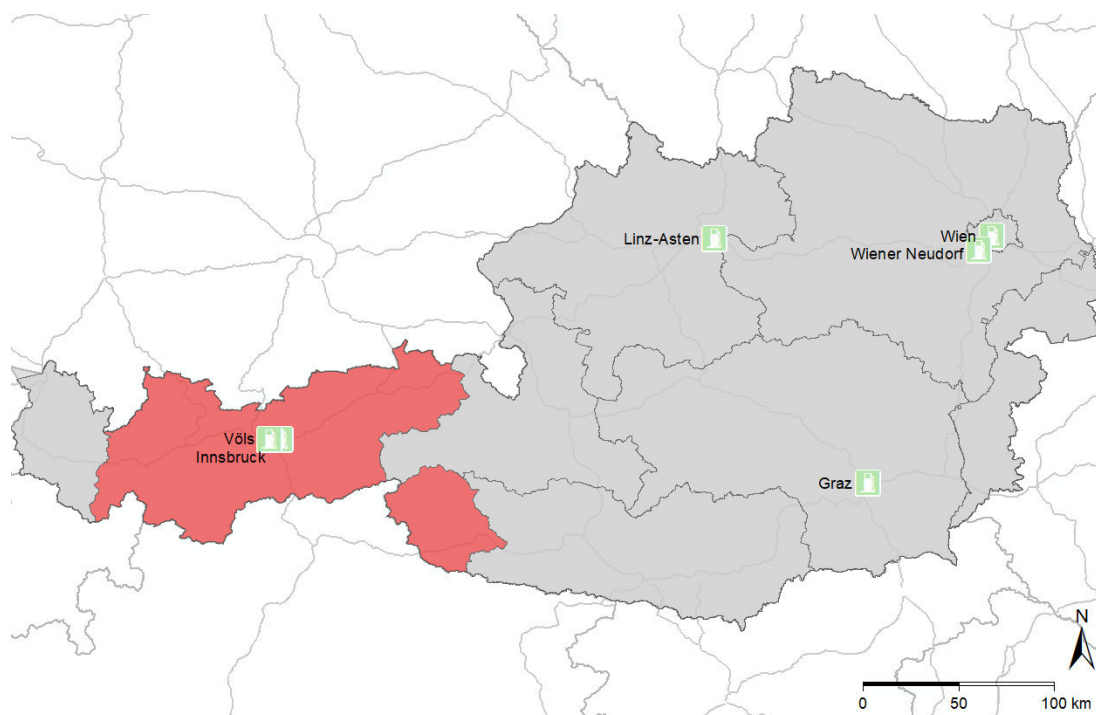 Linz-Asten
Wien
Wiener Neudorf
Völs
Innsbruck
Graz
N
0 50 100 km